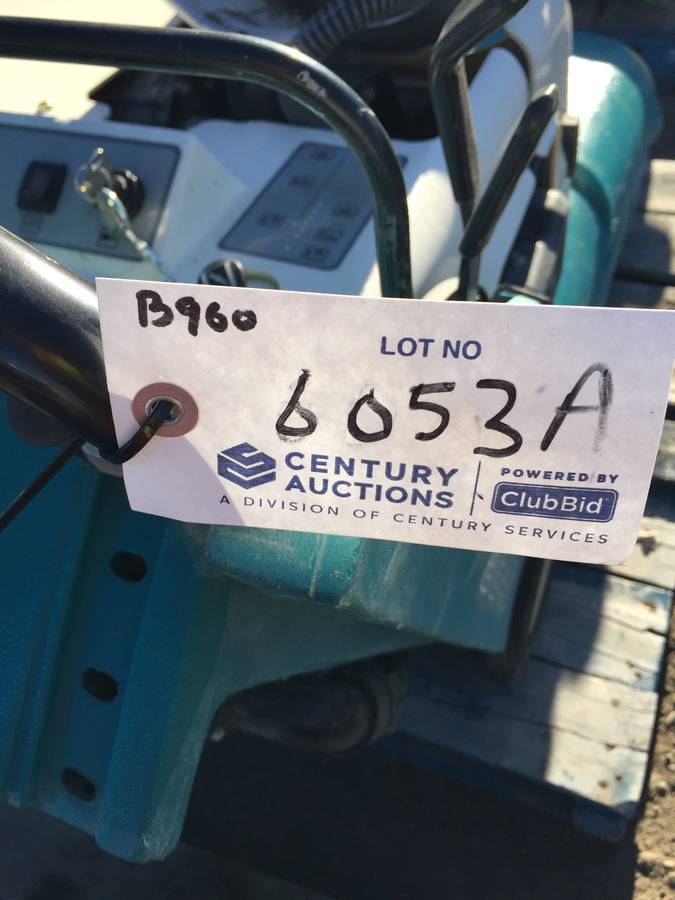 B960
LOT NO
6053A
CENTURY
AUCTIONS
A DIVISION OF CENTURY SERVICES
POWERED BY
ClubBid